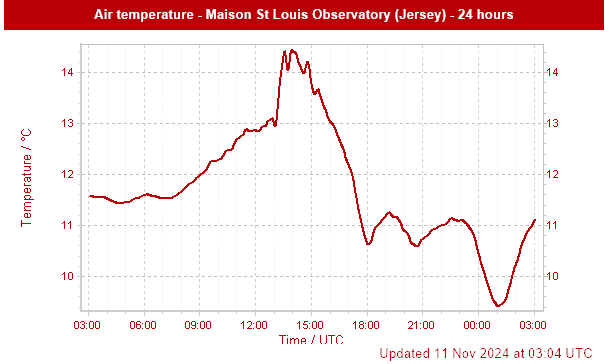 Air temperature - Maison St Louis Observatory (Jersey) - 24 hours
Temperature / °C
14 14
13 13
12 12
11 11
10 10
03:00 06:00 09:00 12:00 15:00 18:00 21:00 00:00 03:00
Time / UTC
Updated 11 Nov 2024 at 03:04 UTC